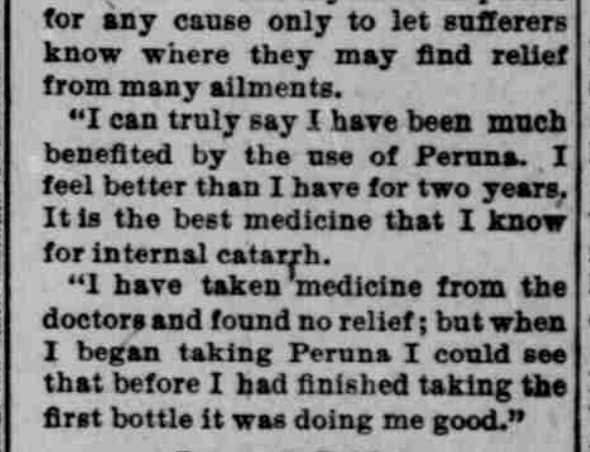 for any cause only to let sufferers
know where they may find relief
from many ailments.
"I can truly say I have been much
benefited by the use of Peruna. I
feel better than I have for two years.
It is the best medicine that I know
for internal catarrh.
"I have taken medicine from the
doctors and found no relief; but when
I began taking Peruna I could see
that before I had finished taking the
first bottle it was doing me good."